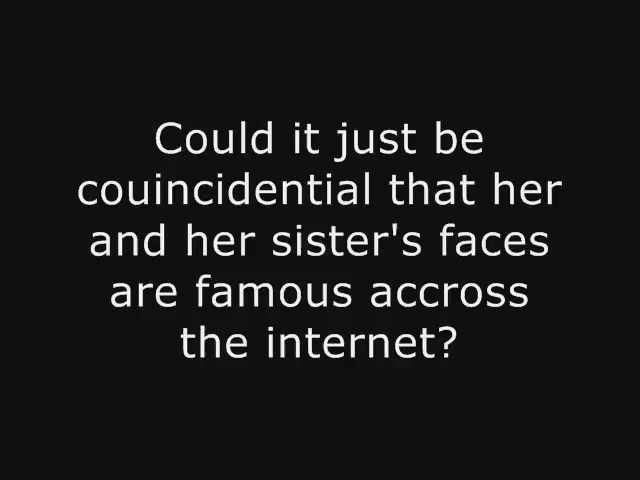 Could it just be
couincidential that her
and her sister's faces
are famous accross
the internet?